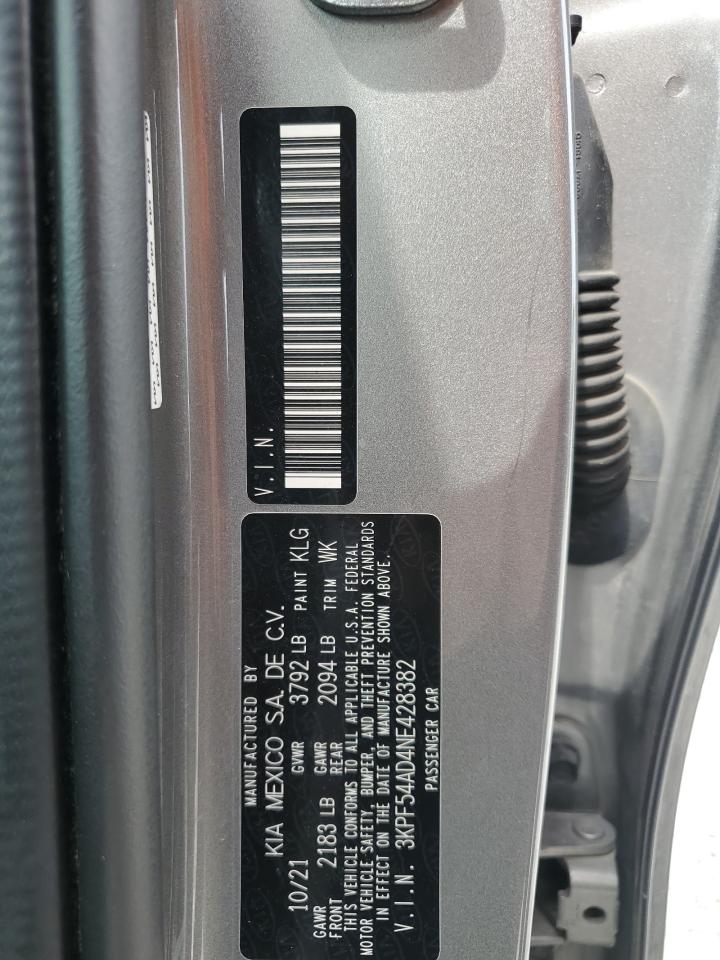 V.I.N.
MANUFACTURED BY
KIA MEXICO S.A. DE C.V.
10/21 GVWR 3792 LB PAINT KLG
GAWR FRONT 2183 LB GAWR REAR 2094 LB TRIM WK
THIS VEHICLE CONFORMS TO ALL APPLICABLE U.S.A. FEDERAL
MOTOR VEHICLE SAFETY, BUMPER, AND THEFT PREVENTION STANDARDS
IN EFFECT ON THE DATE OF MANUFACTURE SHOWN ABOVE.
V.I.N. 3KPF54AD4NE428382
PASSENGER CAR